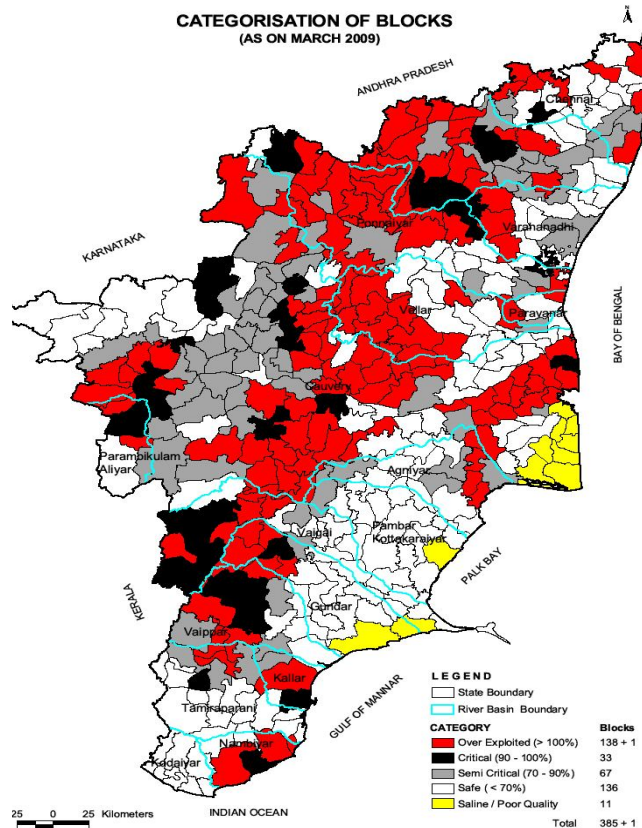 CATEGORISATION OF BLOCKS
(AS ON MARCH 2009)
N
ANDHRA PRADESH
Chennai
KARNATAKA
Ponnaiyar
Varahanadhi
Vellar
Paravanar
BAY OF BENGAL
Cauvery
Parambikulam
Aliyar
Agniyar
Vaigai
Pambar
Kottakaraiyar
PALK BAY
KERALA
Gundar
Vaippar
Kallar
GULF OF MANNAR
Tamiraparani
Nambiyar
Kodaiyar
INDIAN OCEAN
25 0 25 Kilometers
LEGEND
State Boundary
River Basin Boundary
CATEGORY Blocks
Over Exploited (> 100%) 138 + 1
Critical (90 - 100%) 33
Semi Critical (70 - 90%) 67
Safe ( < 70%) 136
Saline / Poor Quality 11
Total 385 + 1